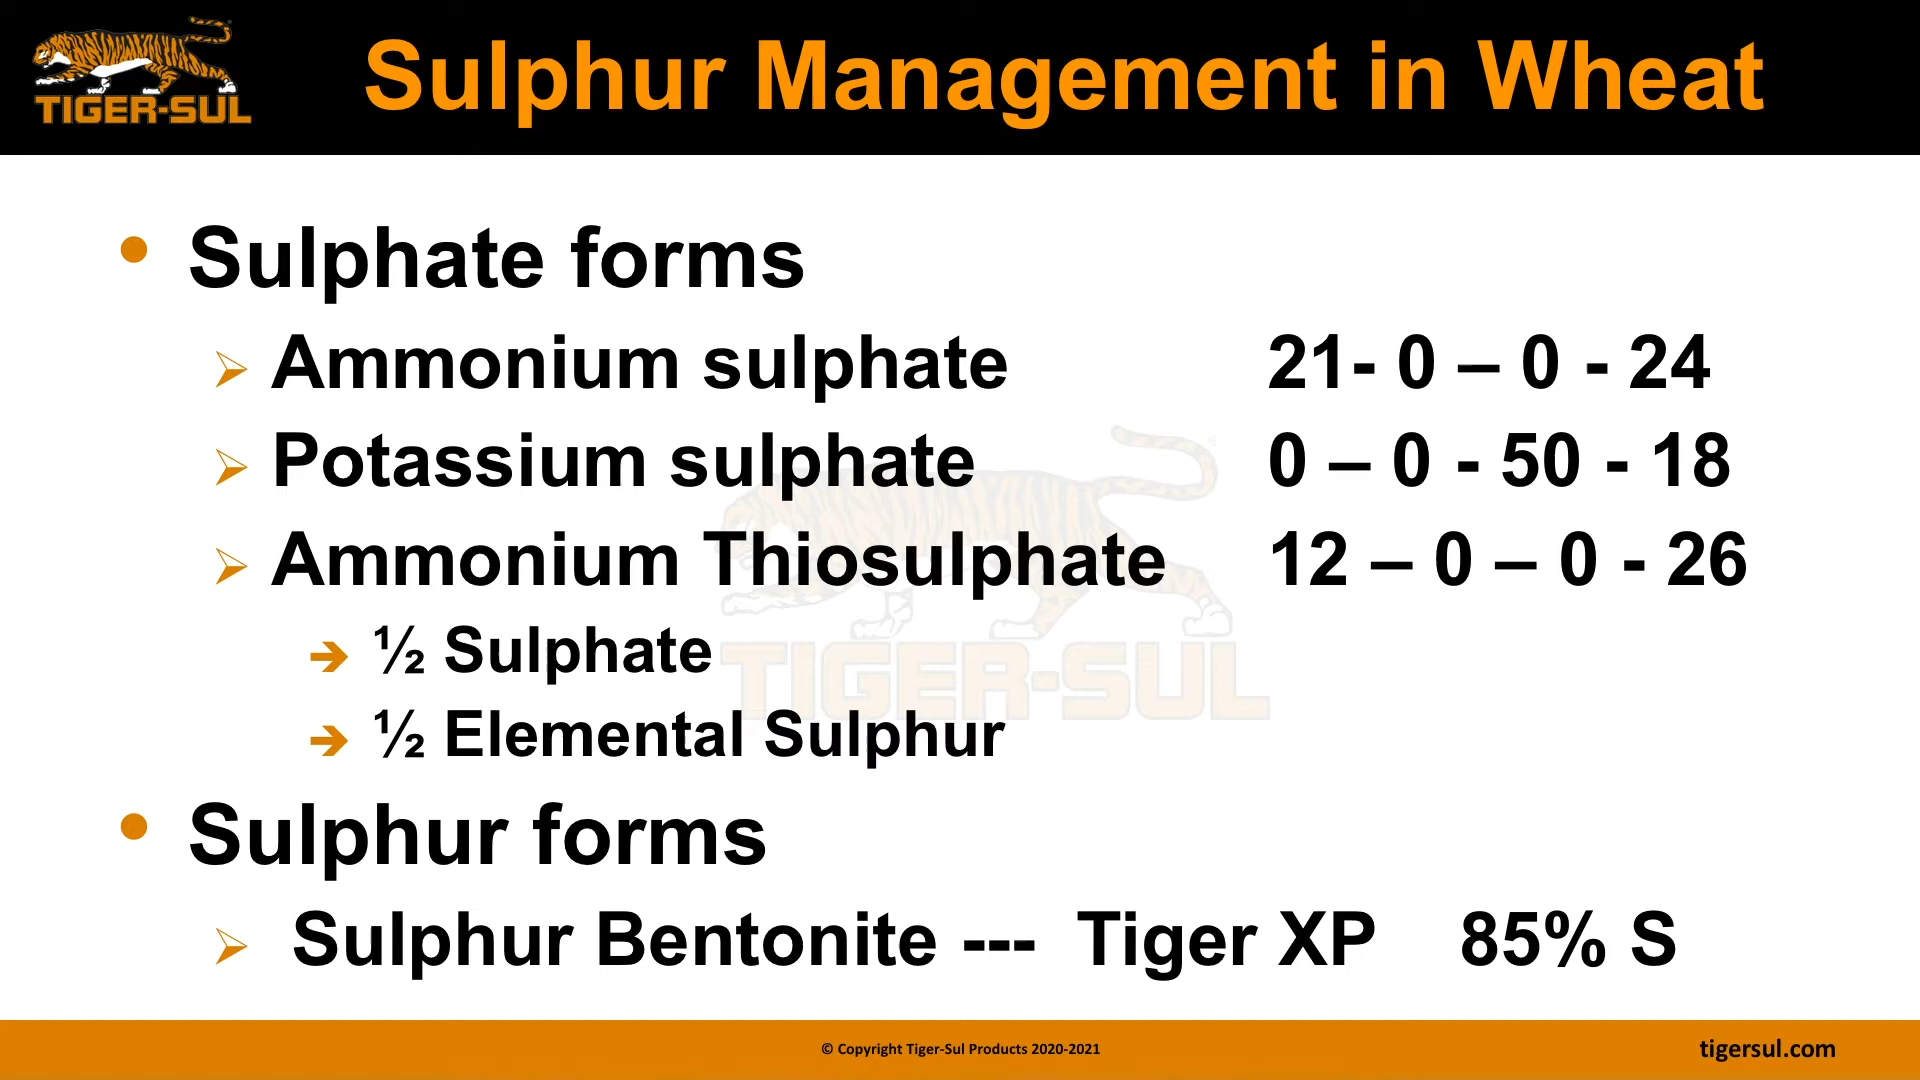 TIGER-SUL
Sulphur Management in Wheat
• Sulphate forms
➢ Ammonium sulphate 21- 0 – 0 - 24
➢ Potassium sulphate 0 – 0 - 50 - 18
➢ Ammonium Thiosulphate 12 – 0 – 0 - 26
➔ ½ Sulphate
➔ ½ Elemental Sulphur
TIGER-SUL
• Sulphur forms
➢ Sulphur Bentonite --- Tiger XP 85% S
© Copyright Tiger-Sul Products 2020-2021
tigersul.com